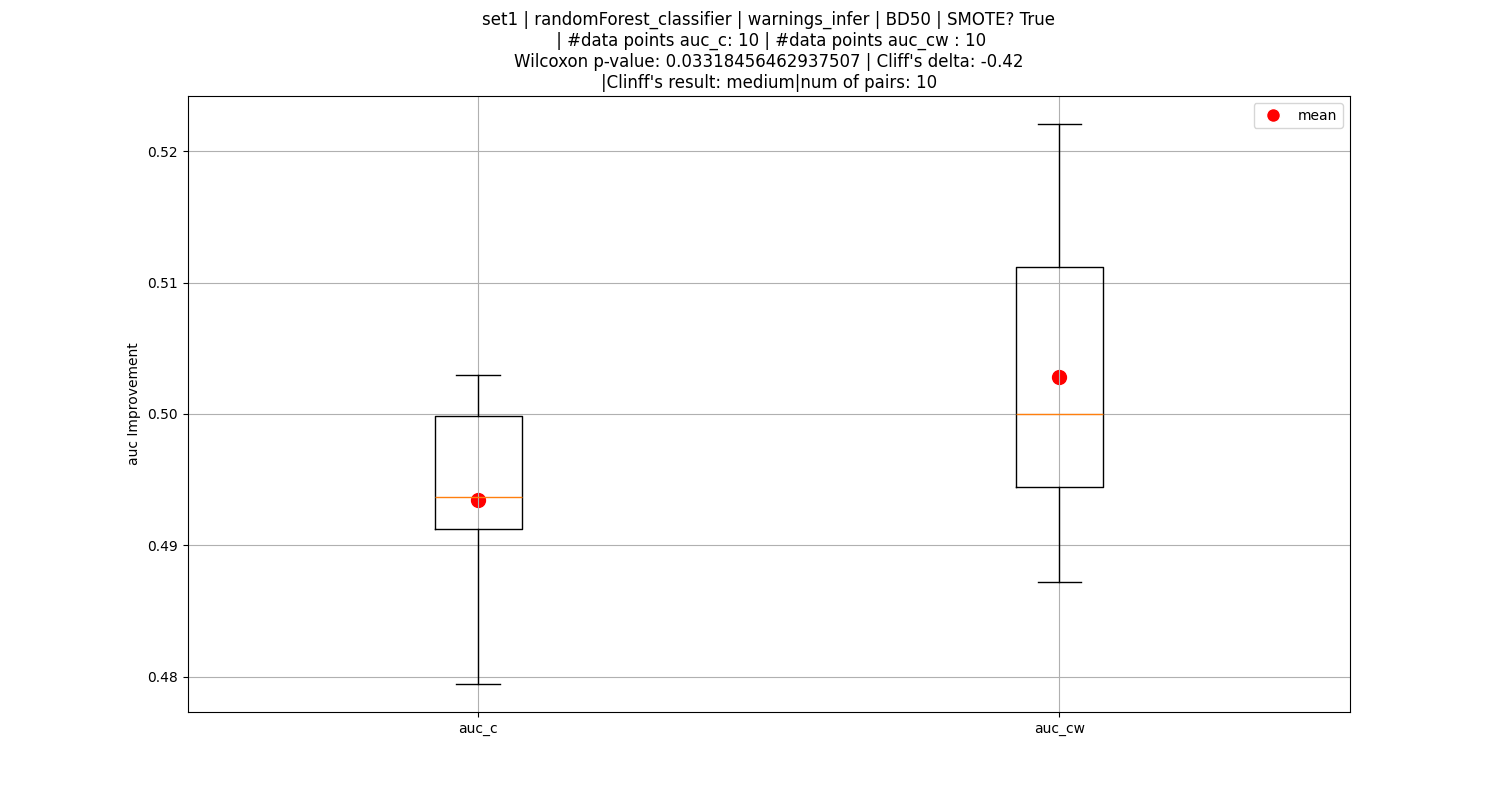 set1 | randomForest_classifier | warnings_infer | BD50 | SMOTE? True
| #data points auc_c: 10 | #data points auc_cw : 10
Wilcoxon p-value: 0.03318456462937507 | Cliff's delta: -0.42
|Clinff's result: medium|num of pairs: 10
mean
0.52
0.51
0.50
0.49
0.48
auc Improvement
auc_c
auc_cw